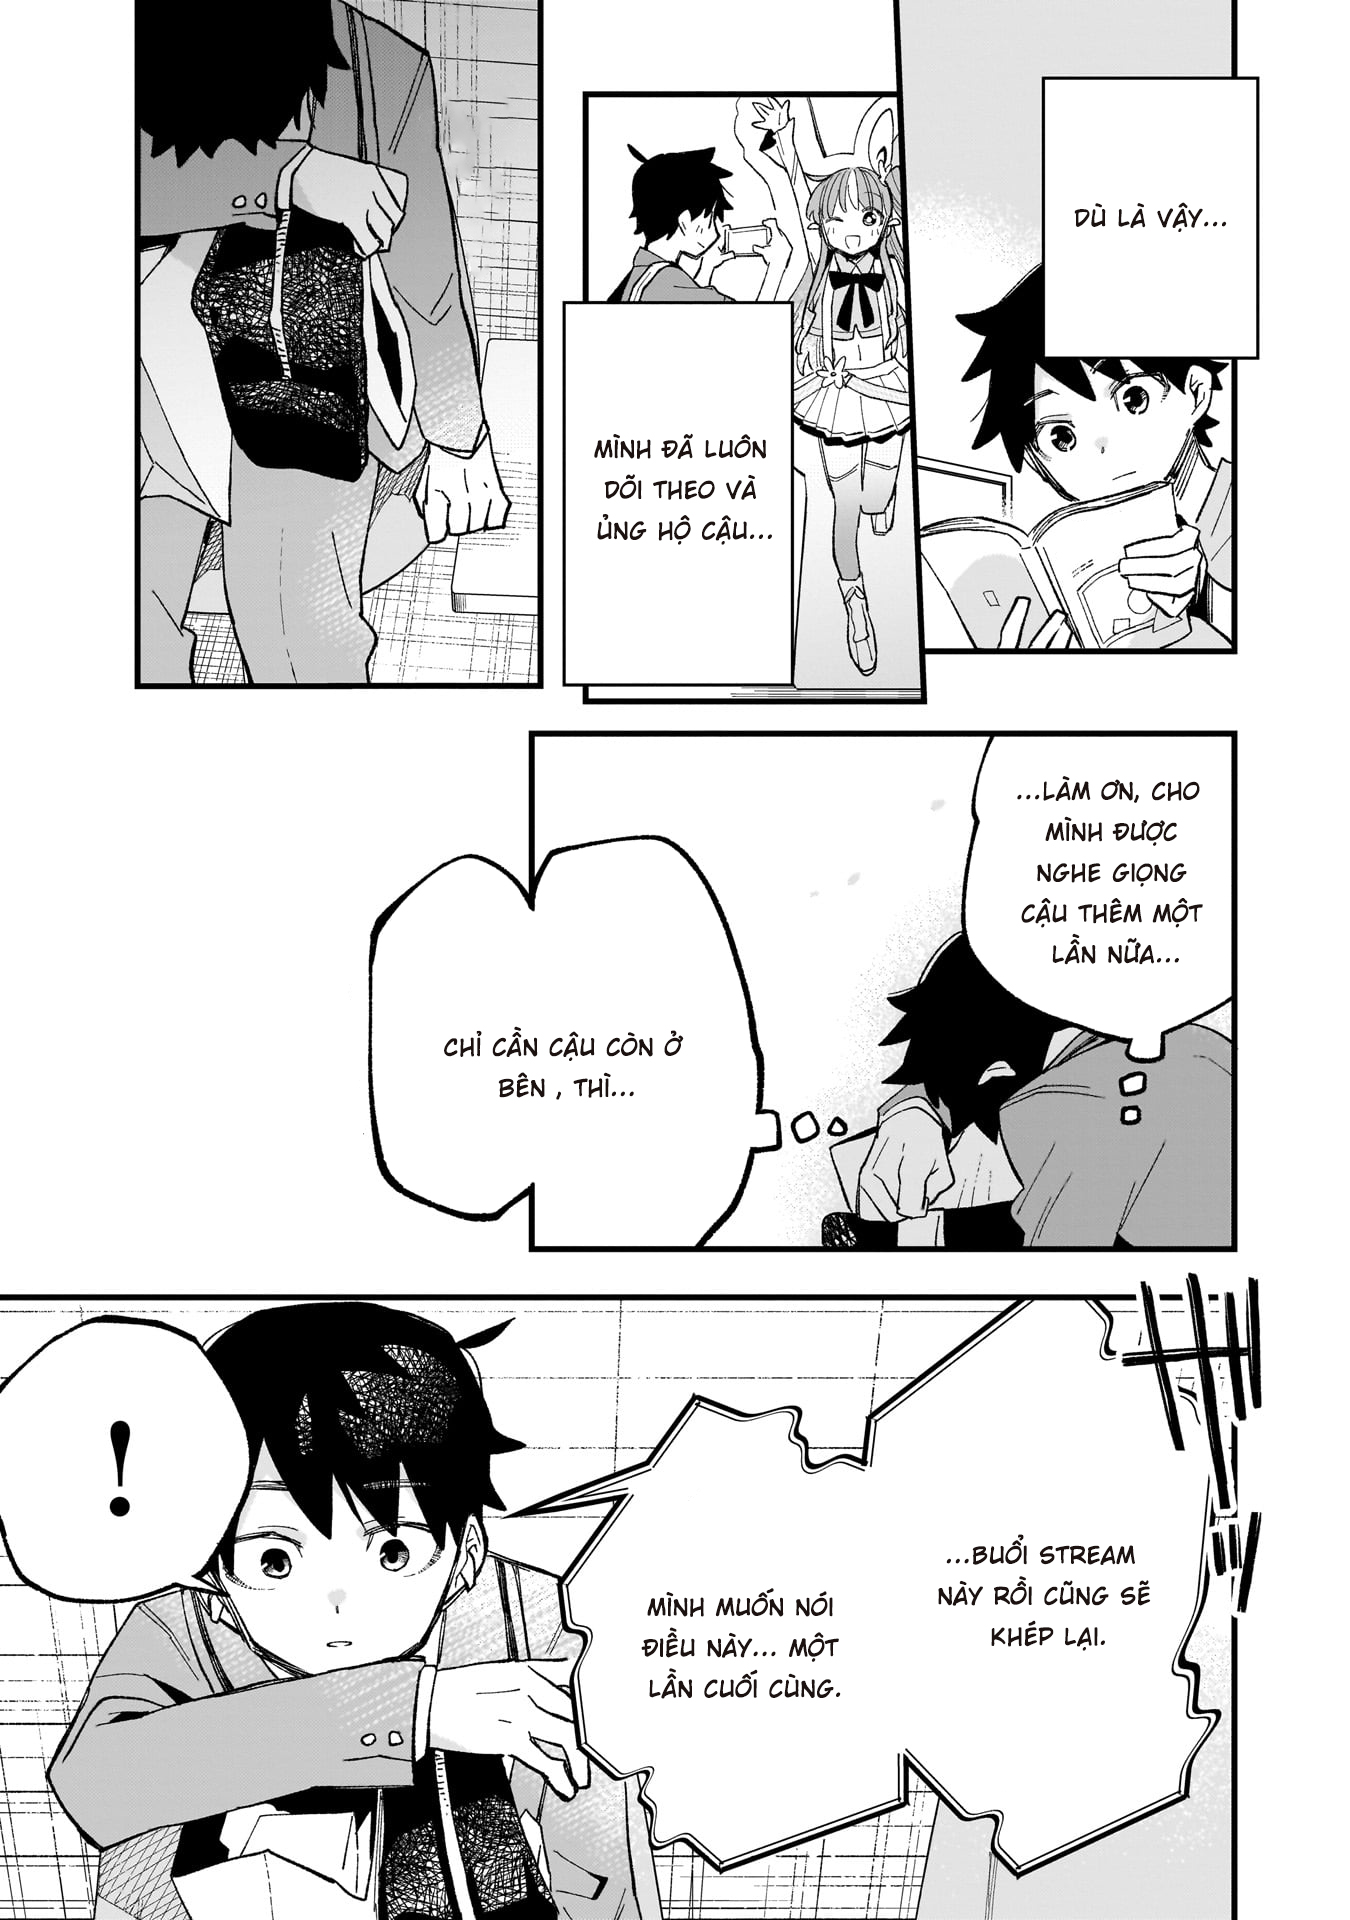 DÙ LÀ VẬY...
MÌNH ĐÃ LUÔN
DÕI THEO VÀ
ỦNG HỘ CẬU...
...LÀM ƠN, CHO
MÌNH ĐƯỢC
NGHE GIỌNG
CẬU THÊM MỘT
LẦN NỮA...
CHỈ CẦN CẬU CÒN Ở
BÊN , THÌ...
...BUỔI STREAM
NÀY RỒI CŨNG SẼ
KHÉP LẠI.
MÌNH MUỐN NÓI
ĐIỀU NÀY... MỘT
LẦN CUỐI CÙNG.
!